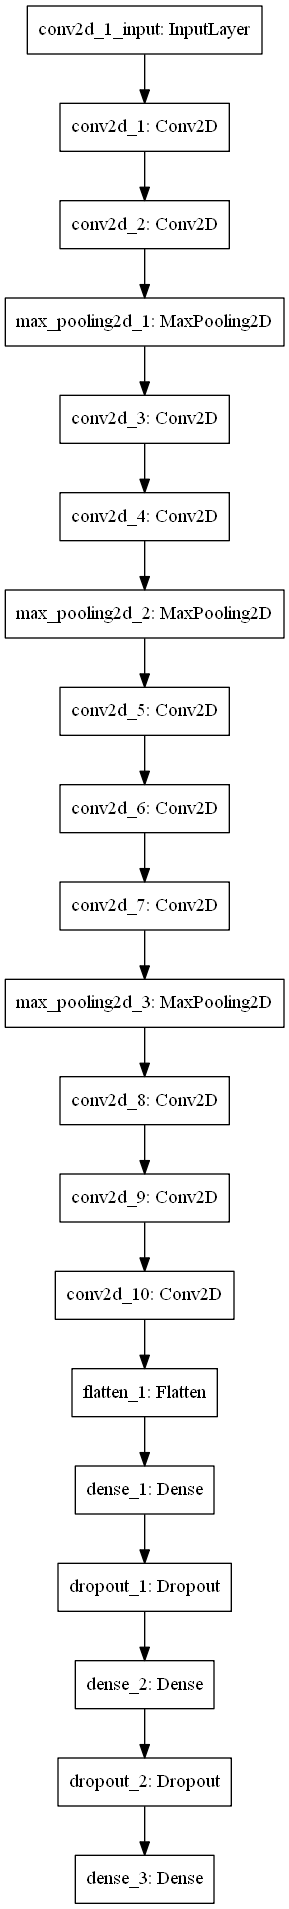 conv2d_1_input: InputLayer
conv2d_1: Conv2D
conv2d_2: Conv2D
max_pooling2d_1: MaxPooling2D
conv2d_3: Conv2D
conv2d_4: Conv2D
max_pooling2d_2: MaxPooling2D
conv2d_5: Conv2D
conv2d_6: Conv2D
conv2d_7: Conv2D
max_pooling2d_3: MaxPooling2D
conv2d_8: Conv2D
conv2d_9: Conv2D
conv2d_10: Conv2D
flatten_1: Flatten
dense_1: Dense
dropout_1: Dropout
dense_2: Dense
dropout_2: Dropout
dense_3: Dense